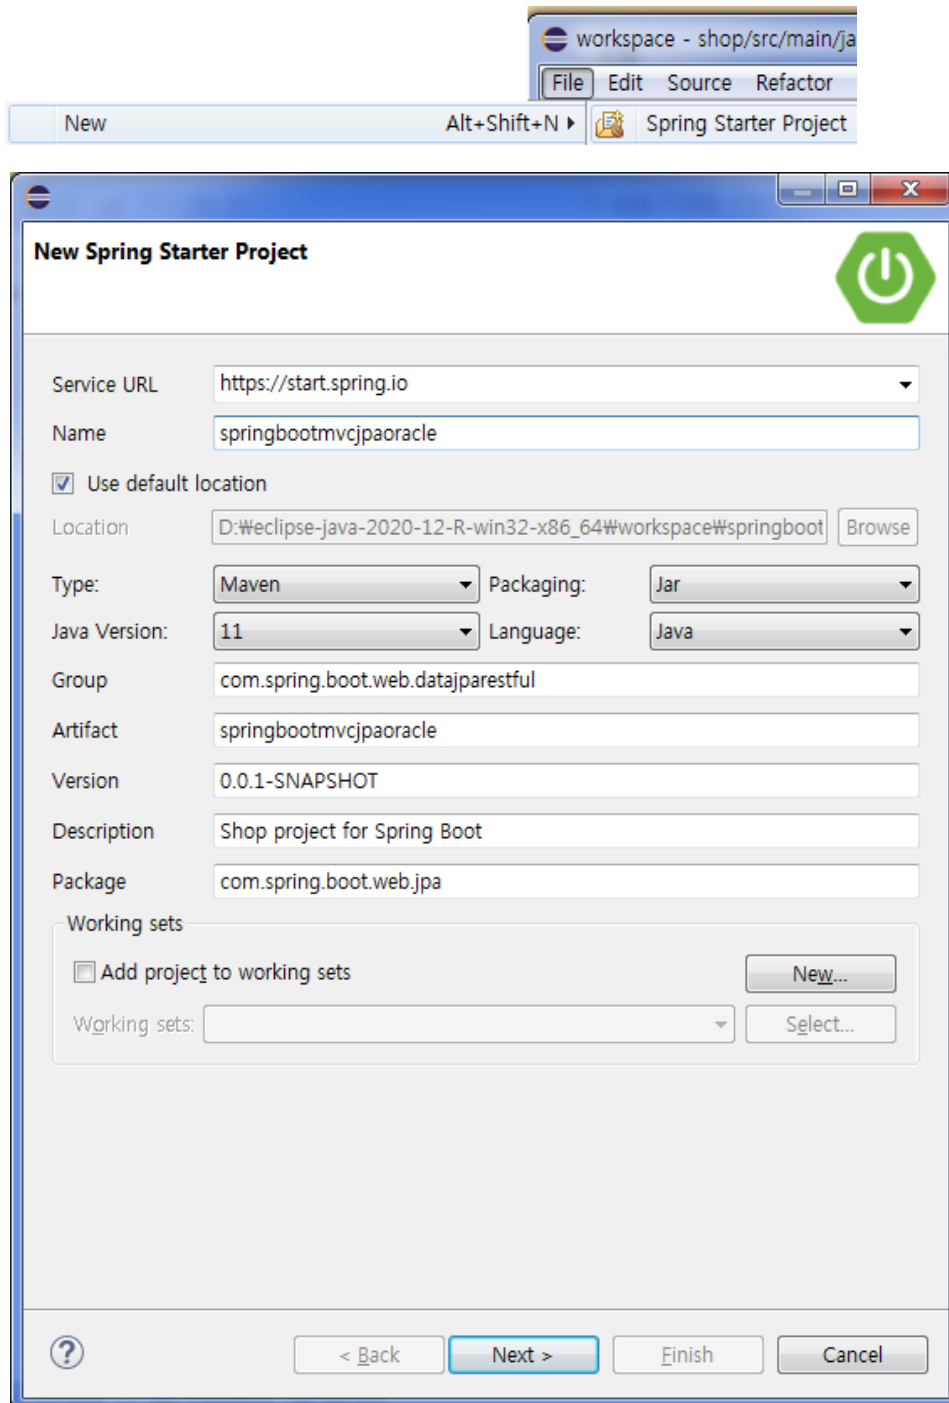 workspace - shop/src/main/ja
File Edit Source Refactor
New Alt+Shift+N Spring Starter Project
New Spring Starter Project
Service URL https://start.spring.io
Name springbootmvcjpaoracle
Use default location
Location D:₩eclipse-java-2020-12-R-win32-x86_64₩workspace₩springboot Browse
Type: Maven Packaging: Jar
Java Version: 11 Language: Java
Group com.spring.boot.web.datajparestful
Artifact springbootmvcjpaoracle
Version 0.0.1-SNAPSHOT
Description Shop project for Spring Boot
Package com.spring.boot.web.jpa
Working sets
Add project to working sets New...
Working sets: Select...
? < Back Next > Finish Cancel